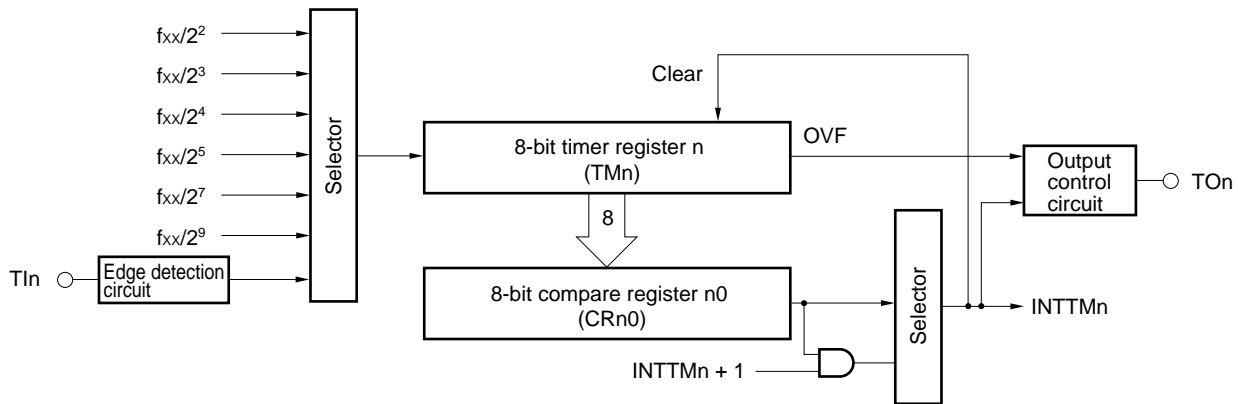 fxx/2²
fxx/2³
fxx/2⁴
fxx/2⁵
fxx/2⁷
fxx/2⁹
TIn
Edge detection
circuit
Selector
Clear
8-bit timer register n
(TMn)
OVF
8
8-bit compare register n0
(CRn0)
INTTMn + 1
Selector
Output
control
circuit
TOn
INTTMn